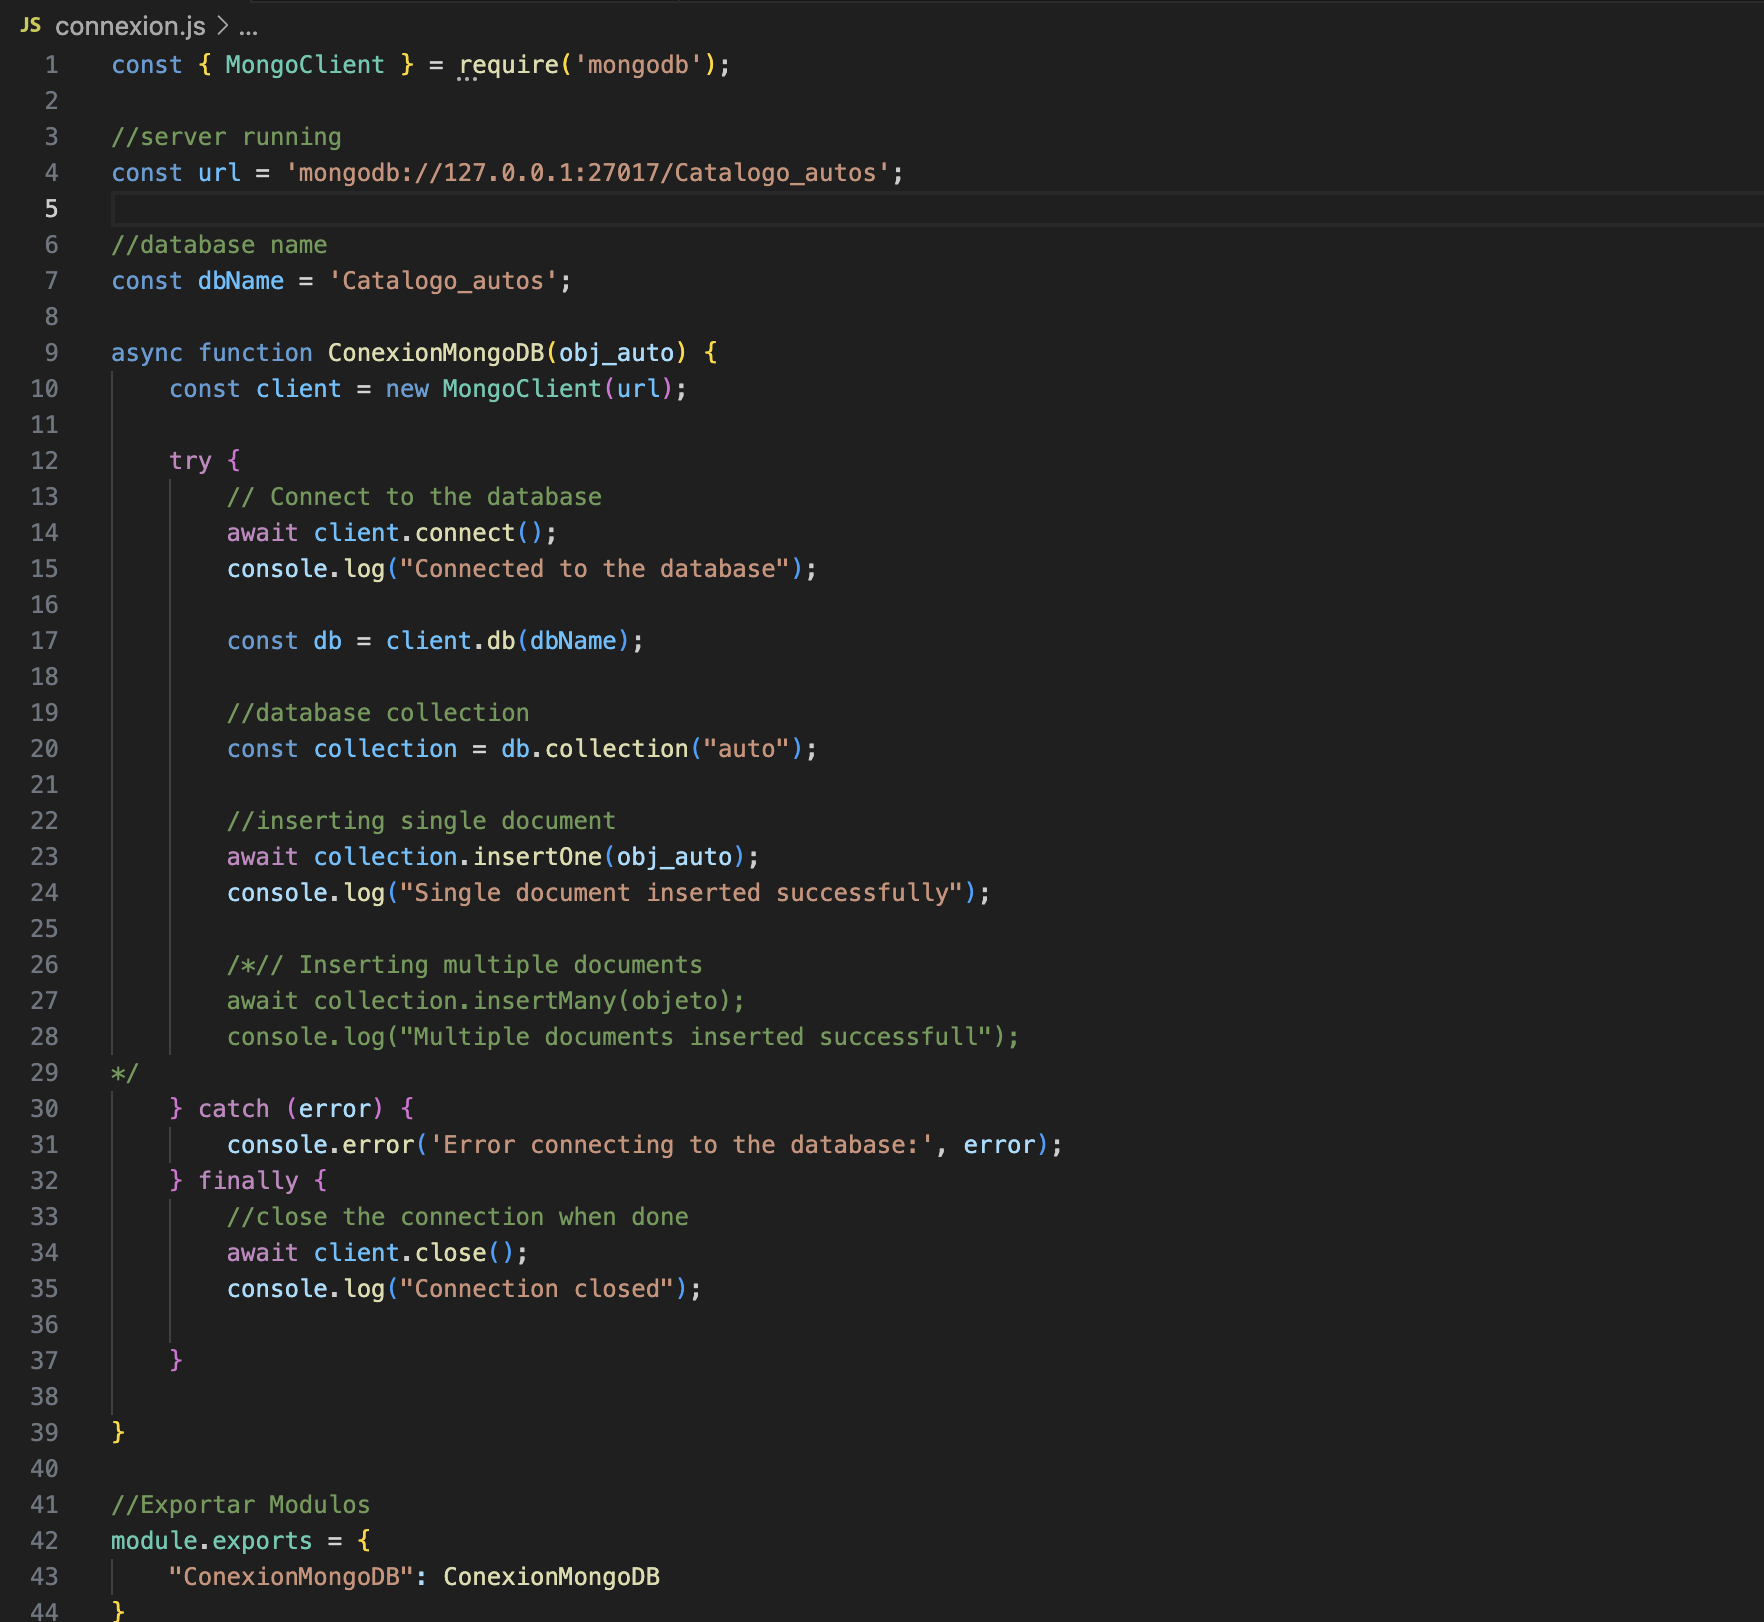 JS connexion.js > ...
1 const { MongoClient } = require('mongodb');
2
3 //server running
4 const url = 'mongodb://127.0.0.1:27017/Catalogo_autos';
5
6 //database name
7 const dbName = 'Catalogo_autos';
8
9 async function ConexionMongoDB(obj_auto) {
10     const client = new MongoClient(url);
11
12     try {
13         // Connect to the database
14         await client.connect();
15         console.log("Connected to the database");
16
17         const db = client.db(dbName);
18
19         //database collection
20         const collection = db.collection("auto");
21
22         //inserting single document
23         await collection.insertOne(obj_auto);
24         console.log("Single document inserted successfully");
25
26         /*// Inserting multiple documents
27         await collection.insertMany(objeto);
28         console.log("Multiple documents inserted successfull");
29 */
30     } catch (error) {
31         console.error('Error connecting to the database:', error);
32     } finally {
33         //close the connection when done
34         await client.close();
35         console.log("Connection closed");
36
37     }
38
39 }
40
41 //Exportar Modulos
42 module.exports = {
43     "ConexionMongoDB": ConexionMongoDB
44 }